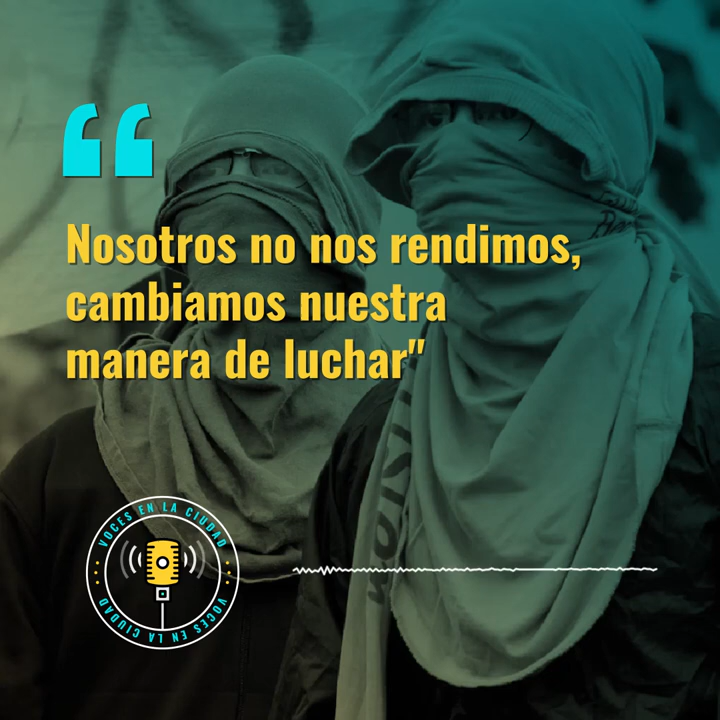 “
Nosotros no nos rendimos,
cambiamos nuestra
manera de luchar"
VOCES EN LA CIUDAD
VOCES EN LA CIUDAD